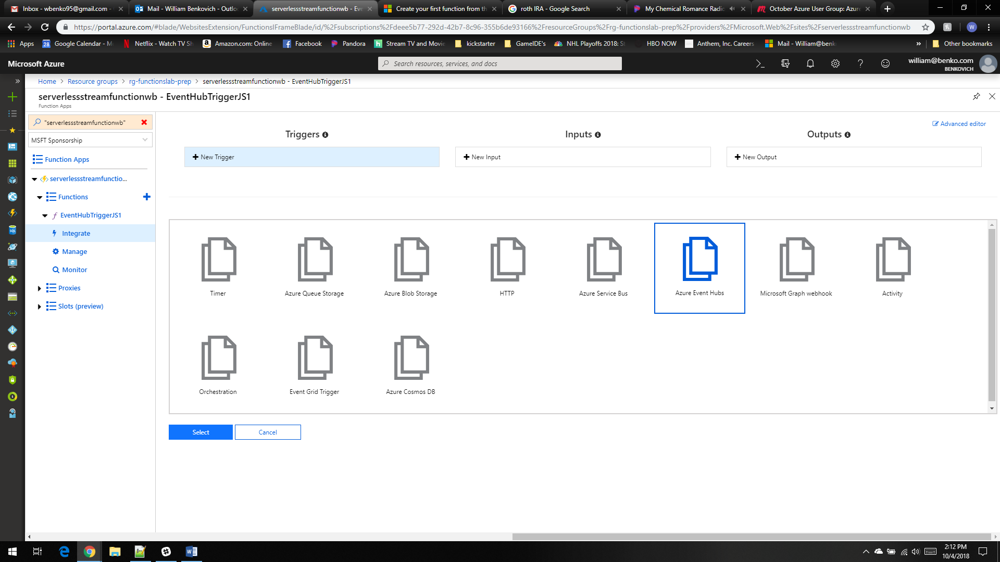 Inbox - wbenko95@gmail.com -
Mail - William Benkovich - Outlo
serverlessstreamfunctionwb - Eve
Create your first function from th
roth IRA - Google Search
My Chemical Romance Radio
October Azure User Group: Azure
https://portal.azure.com/#blade/WebsitesExtension/FunctionsIFrameBlade/id/%2Fsubscriptions%2Fdeee5b77-292d-42b7-8c96-355b6de93166%2FresourceGroups%2Frg-functionslab-prep%2Fproviders%2FMicrosoft.Web%2Fsites%2Fserverlessstreamfunctionwb
W
Apps
28
Google Calendar - M
Netflix - Watch TV Sh
Amazon.com: Online
Facebook
Pandora
Stream TV and Movie
kickstarter
GameIDE's
NHL Playoffs 2018: St
HBO NOW
Anthem, Inc. Careers
Mail - William@benk
»
Other bookmarks
Microsoft Azure
Search resources, services, and docs
william@benko.com
BENKOVICH
Home > Resource groups > rg-functionslab-prep > serverlessstreamfunctionwb - EventHubTriggerJS1
serverlessstreamfunctionwb - EventHubTriggerJS1
Function Apps
"serverlessstreamfunctionwb"
MSFT Sponsorship
Function Apps
serverlessstreamfunctio...
Functions
EventHubTriggerJS1
Integrate
Manage
Monitor
Proxies
Slots (preview)
Advanced editor
Triggers
Inputs
Outputs
New Trigger
New Input
New Output
Timer
Azure Queue Storage
Azure Blob Storage
HTTP
Azure Service Bus
Azure Event Hubs
Microsoft Graph webhook
Activity
Orchestration
Event Grid Trigger
Azure Cosmos DB
Select
Cancel
2:12 PM
10/4/2018